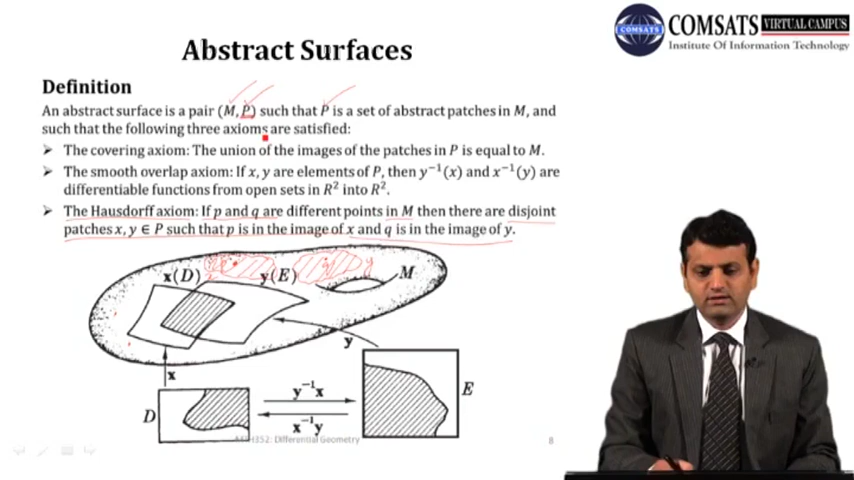 COMSATS VIRTUAL CAMPUS
COMSATS
Institute Of Information Technology
Abstract Surfaces
Definition
An abstract surface is a pair (M, P) such that P is a set of abstract patches in M, and
such that the following three axioms are satisfied:
➢ The covering axiom: The union of the images of the patches in P is equal to M.
➢ The smooth overlap axiom: If x, y are elements of P, then y⁻¹(x) and x⁻¹(y) are
differentiable functions from open sets in R² into R².
➢ The Hausdorff axiom: If p and q are different points in M then there are disjoint
patches x, y ∈ P such that p is in the image of x and q is in the image of y.
x(D)
y(E)
M
y
x
D
y⁻¹x
x⁻¹y
E
MTH352: Differential Geometry
8